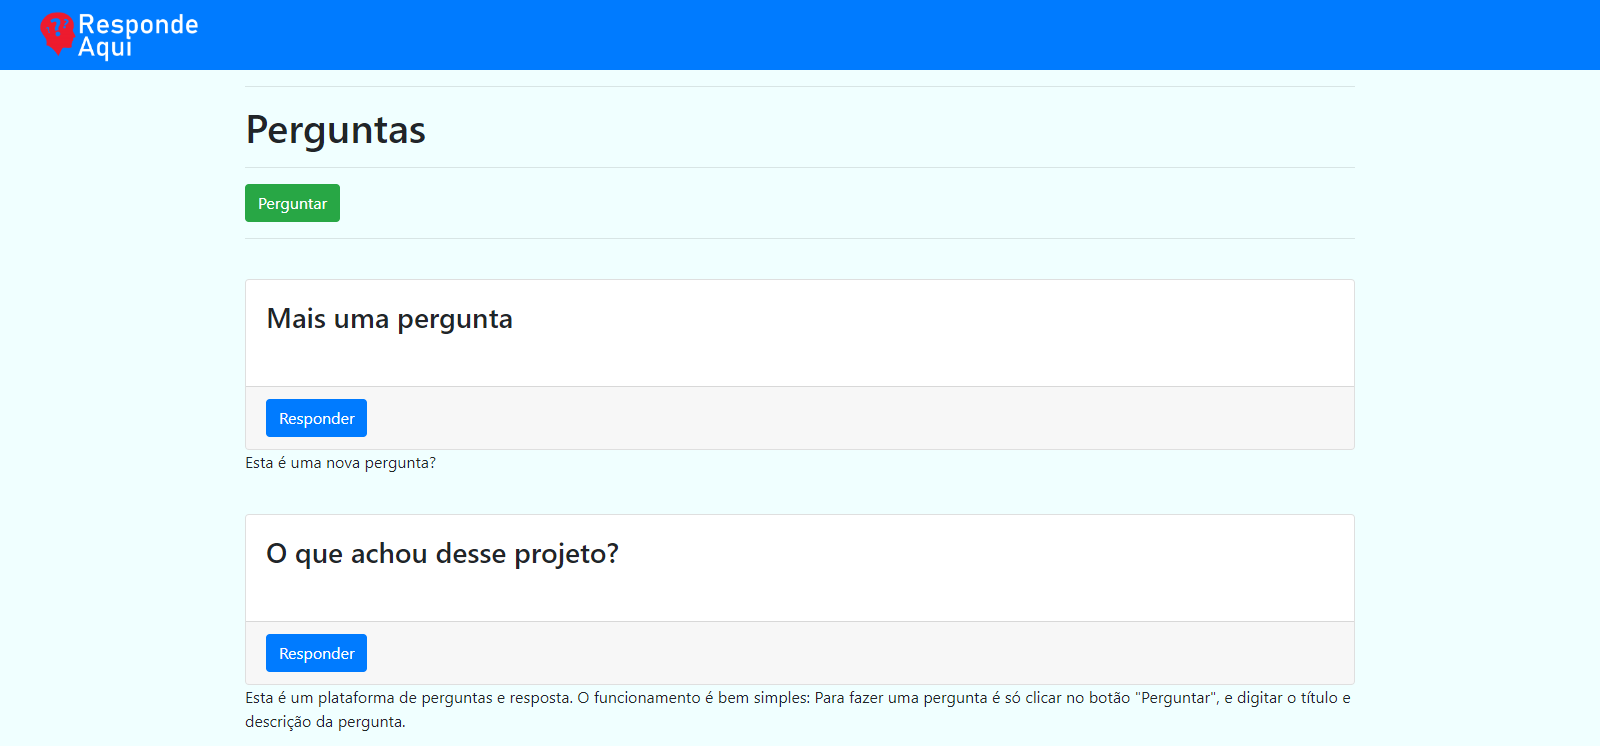 Responde
Aqui
Perguntas
Perguntar
Mais uma pergunta
Responder
Esta é uma nova pergunta?
O que achou desse projeto?
Responder
Esta é um plataforma de perguntas e resposta. O funcionamento é bem simples: Para fazer uma pergunta é só clicar no botão "Perguntar", e digitar o título e
descrição da pergunta.